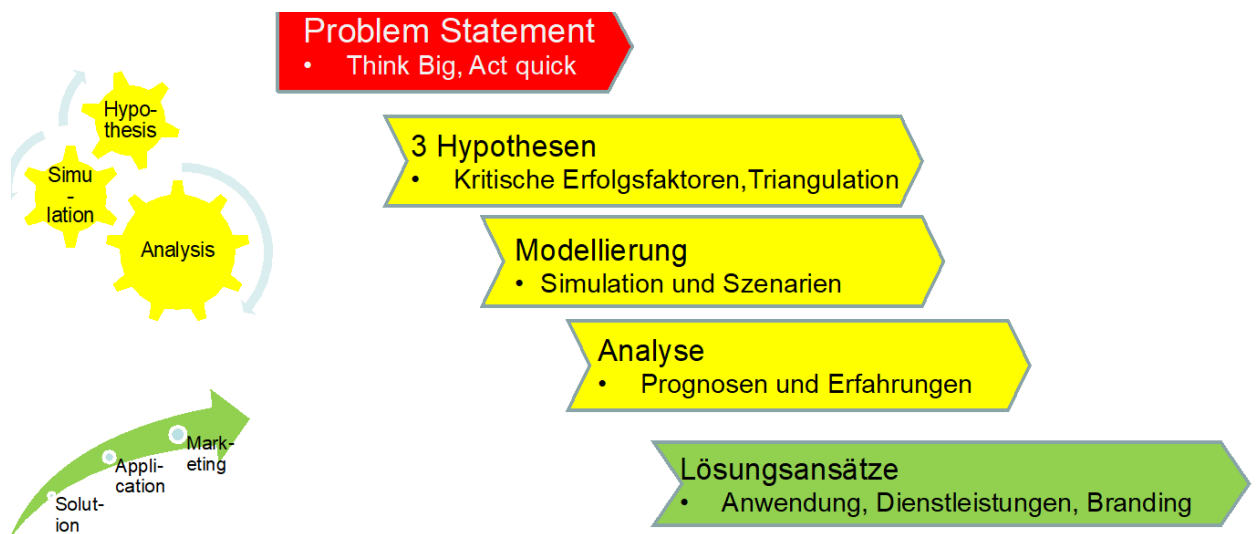 Problem Statement
• Think Big, Act quick
Hypo-
thesis
Simu
-
lation
Analysis
3 Hypothesen
• Kritische Erfolgsfaktoren,Triangulation
Modellierung
• Simulation und Szenarien
Analyse
• Prognosen und Erfahrungen
Mark-
eting
Appli-
cation
Solut-
ion
Lösungsansätze
• Anwendung, Dienstleistungen, Branding